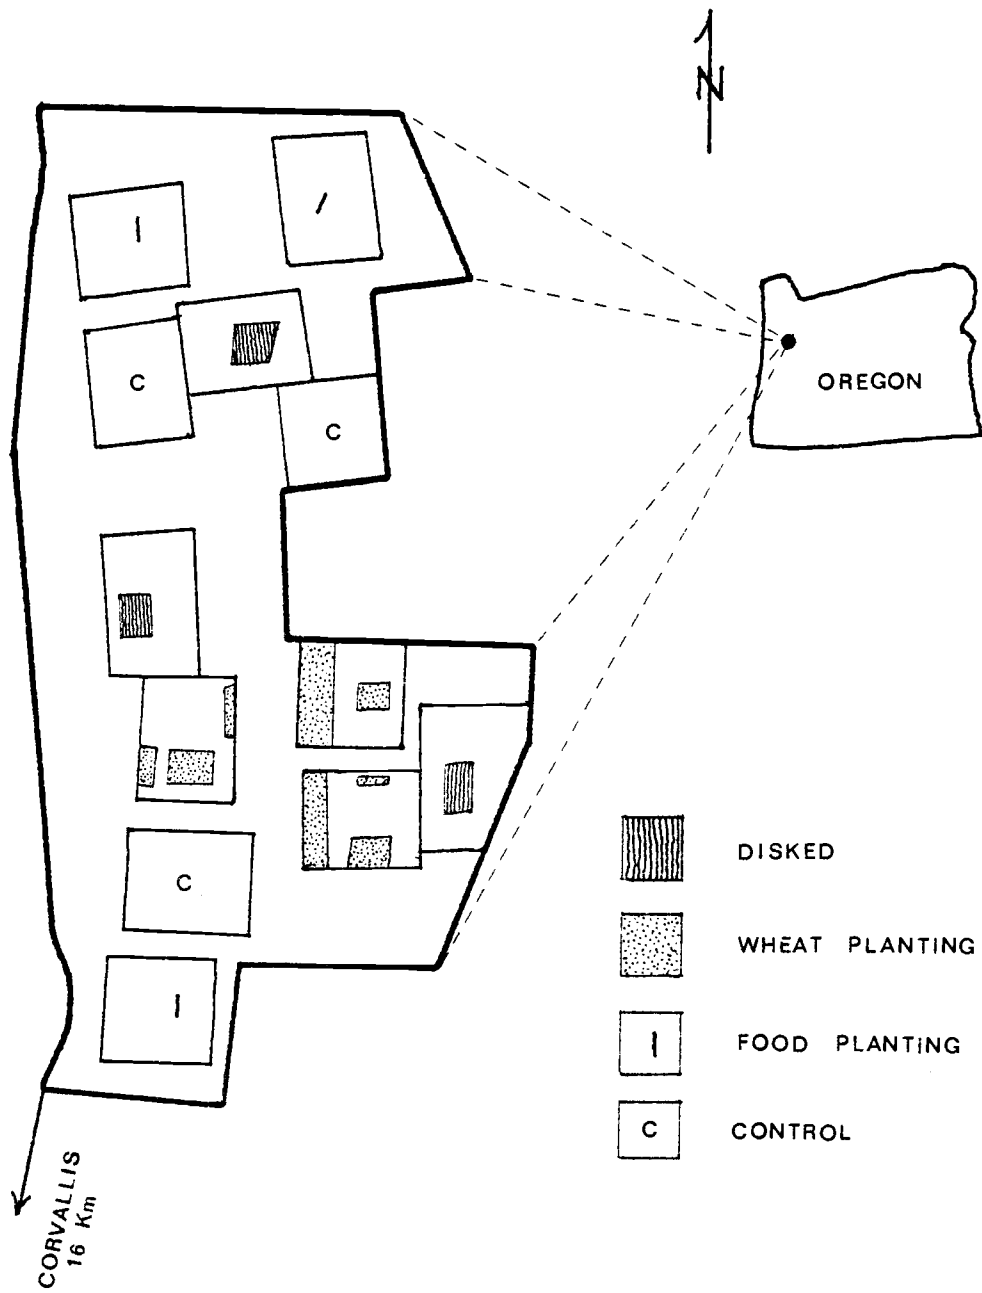 N
OREGON
C
C
C
DISKED
WHEAT PLANTING
FOOD PLANTING
C
CONTROL
CORVALLIS
16 Km